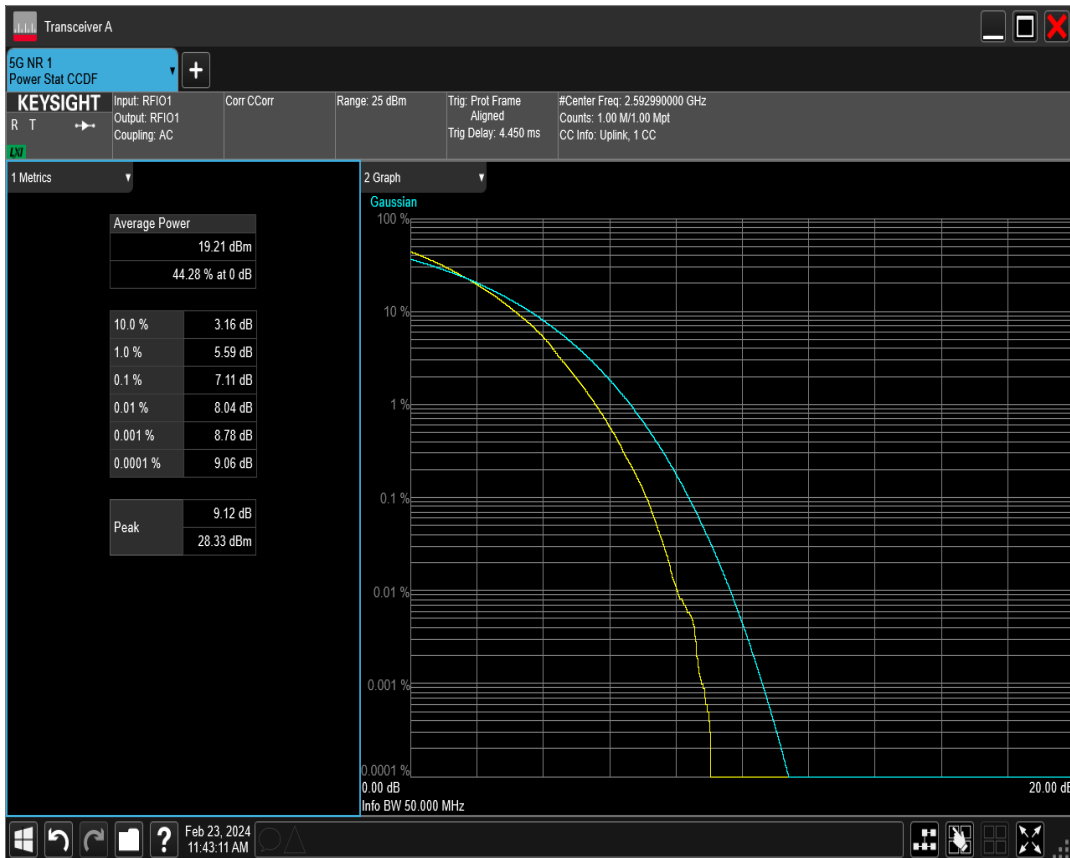 Transceiver A
5G NR 1
Power Stat CCDF
+
KEYSIGHT
R T
LXI
Input: RFIO1
Output: RFIO1
Coupling: AC
Corr CCorr
Range: 25 dBm
Trig: Prot Frame
Aligned
Trig Delay: 4.450 ms
#Center Freq: 2.592990000 GHz
Counts: 1.00 M/1.00 Mpt
CC Info: Uplink, 1 CC
1 Metrics
Average Power
19.21 dBm
44.28 % at 0 dB
10.0 % 3.16 dB
1.0 % 5.59 dB
0.1 % 7.11 dB
0.01 % 8.04 dB
0.001 % 8.78 dB
0.0001 % 9.06 dB
Peak
9.12 dB
28.33 dBm
2 Graph
Gaussian
100 %
10 %
1 %
0.1 %
0.01 %
0.001 %
0.0001 %
0.00 dB 20.00 dB
Info BW 50.000 MHz
?
Feb 23, 2024
11:43:11 AM